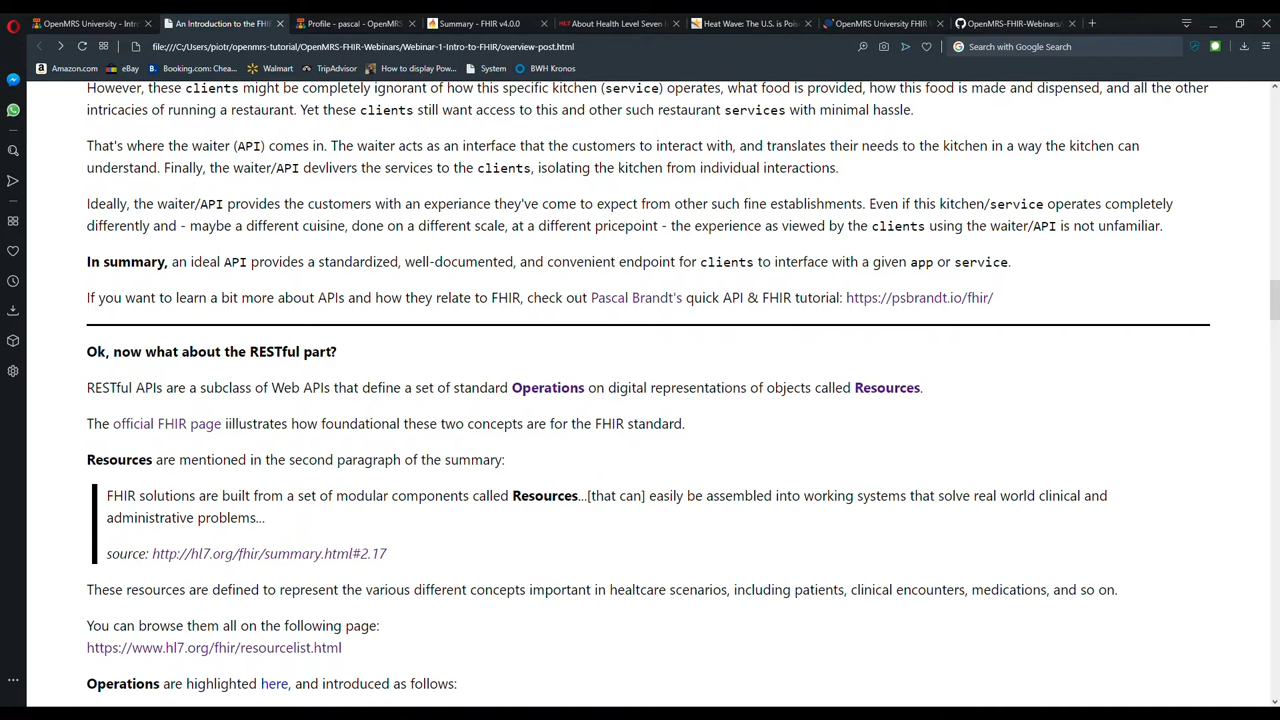 OpenMRS University – Intro
An Introduction to the FHI
Profile - pascal - OpenMRS
Summary - FHIR v4.0.0
About Health Level Seven In
Heat Wave: The U.S. is Pois
OpenMRS University FHIR
OpenMRS-FHIR-Webinars/
file:///C:/Users/piotr/openmrs-tutorial/OpenMRS-FHIR-Webinars/Webinar-1-Intro-to-FHIR/overview-post.html
Search with Google Search
Amazon.com eBay Booking.com: Chea... Walmart TripAdvisor How to display Pow... System BWH Kronos
However, these clients might be completely ignorant of how this specific kitchen (service) operates, what food is provided, how this food is made and dispensed, and all the other
intricacies of running a restaurant. Yet these clients still want access to this and other such restaurant services with minimal hassle.
That's where the waiter (API) comes in. The waiter acts as an interface that the customers to interact with, and translates their needs to the kitchen in a way the kitchen can
understand. Finally, the waiter/API devlivers the services to the clients, isolating the kitchen from individual interactions.
Ideally, the waiter/API provides the customers with an experiance they've come to expect from other such fine establishments. Even if this kitchen/service operates completely
differently and - maybe a different cuisine, done on a different scale, at a different pricepoint - the experience as viewed by the clients using the waiter/API is not unfamiliar.
In summary, an ideal API provides a standardized, well-documented, and convenient endpoint for clients to interface with a given app or service.
If you want to learn a bit more about APIs and how they relate to FHIR, check out Pascal Brandt's quick API & FHIR tutorial: https://psbrandt.io/fhir/
Ok, now what about the RESTful part?
RESTful APIs are a subclass of Web APIs that define a set of standard Operations on digital representations of objects called Resources.
The official FHIR page iillustrates how foundational these two concepts are for the FHIR standard.
Resources are mentioned in the second paragraph of the summary:
FHIR solutions are built from a set of modular components called Resources...[that can] easily be assembled into working systems that solve real world clinical and
administrative problems...
source: http://hl7.org/fhir/summary.html#2.17
These resources are defined to represent the various different concepts important in healtcare scenarios, including patients, clinical encounters, medications, and so on.
You can browse them all on the following page:
https://www.hl7.org/fhir/resourcelist.html
Operations are highlighted here, and introduced as follows: